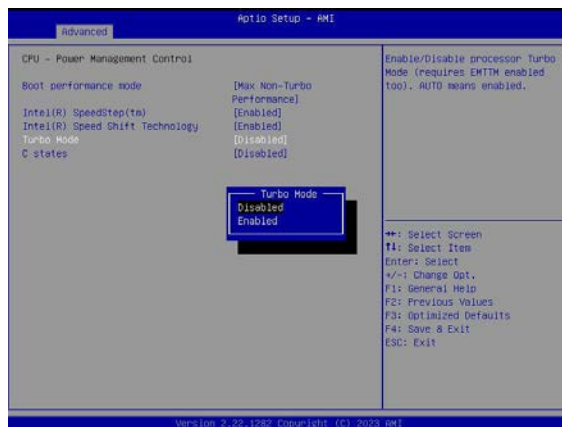 Aptio Setup - AMI
Advanced
CPU - Power Management Control
Boot performance mode [Max Non-Turbo
Performance]
Intel(R) SpeedStep(tm) [Enabled]
Intel(R) Speed Shift Technology [Enabled]
Turbo Mode [Disabled]
C states [Disabled]
Turbo Mode
Disabled
Enabled
Enable/Disable processor Turbo
Mode (requires EMTTM enabled
too). AUTO means enabled.
→←: Select Screen
↑↓: Select Item
Enter: Select
+/-: Change Opt.
F1: General Help
F2: Previous Values
F3: Optimized Defaults
F4: Save & Exit
ESC: Exit
Version 2.22.1282 Copyright (C) 2023 AMI